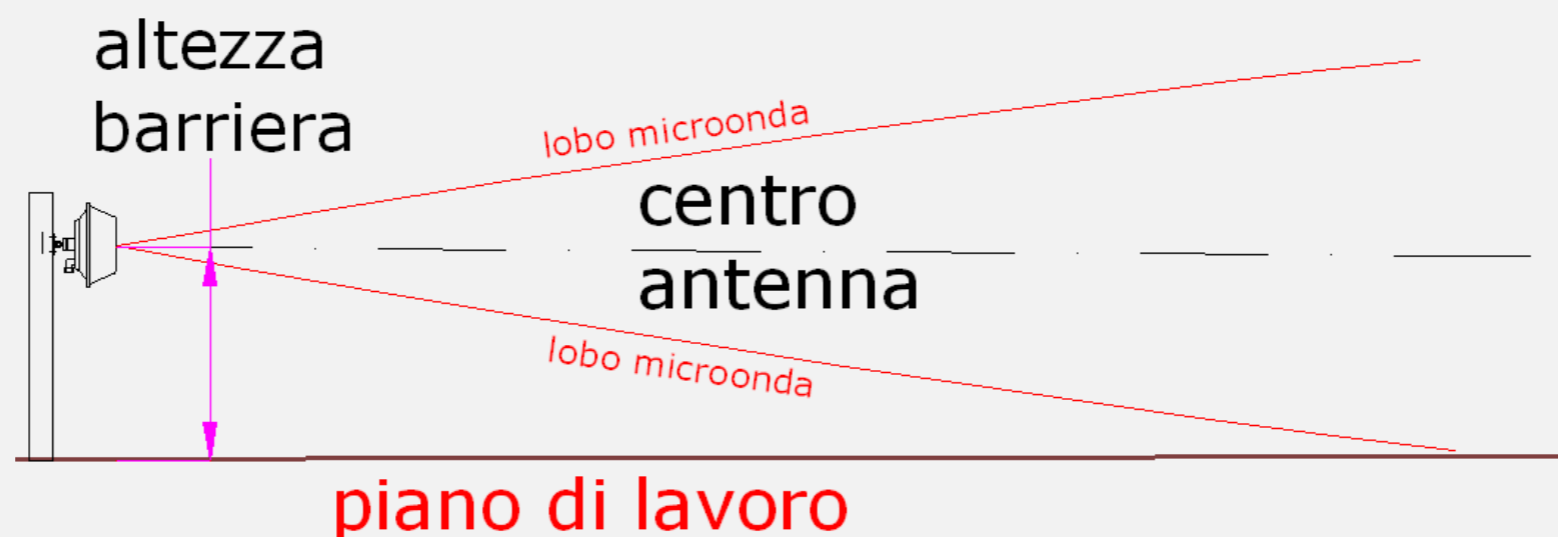 altezza
barriera
lobo microonda
centro
antenna
lobo microonda
piano di lavoro